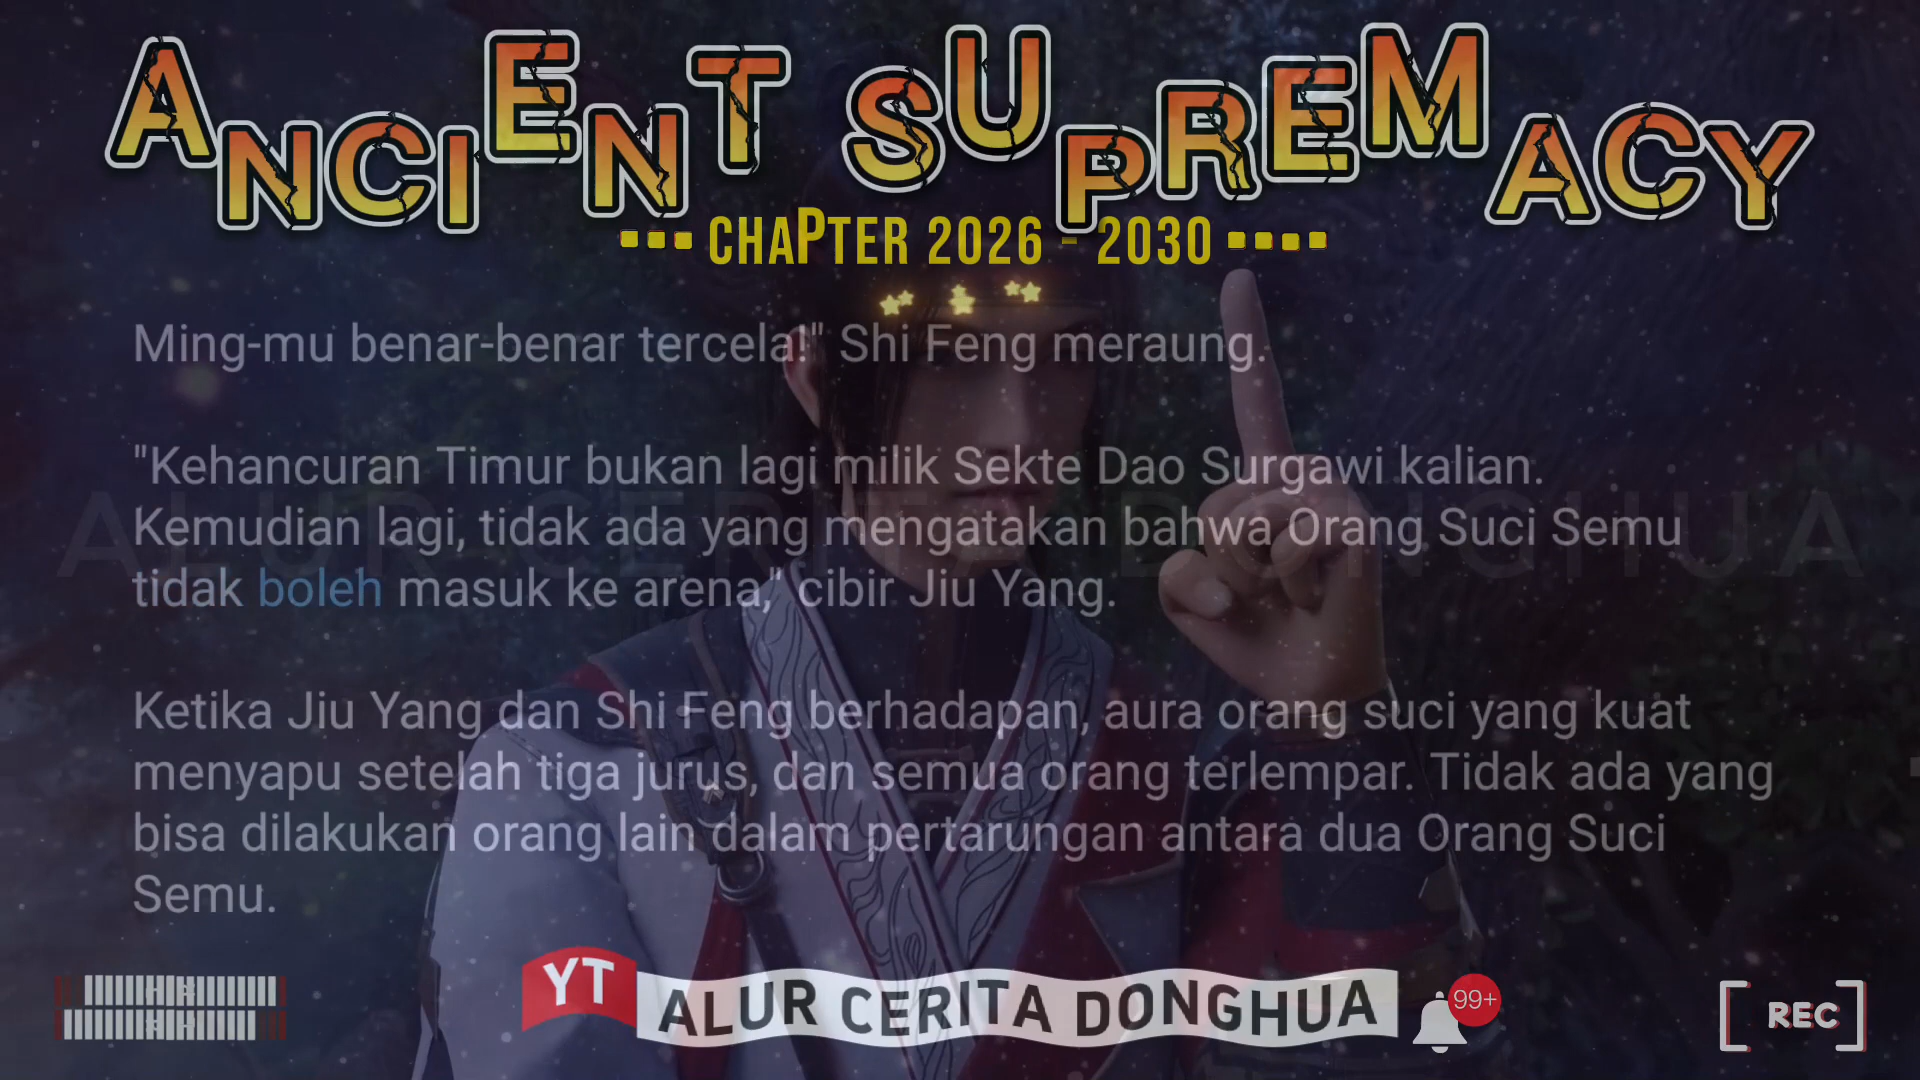 ANCIENT SUPREMACY
CHAPTER 2026 - 2030
Ming-mu benar-benar tercela!" Shi Feng meraung.
"Kehancuran Timur bukan lagi milik Sekte Dao Surgawi kalian.
Kemudian lagi, tidak ada yang mengatakan bahwa Orang Suci Semu
tidak boleh masuk ke arena," cibir Jiu Yang.
ALUR CERITA DONGHUA
Ketika Jiu Yang dan Shi Feng berhadapan, aura orang suci yang kuat
menyapu setelah tiga jurus, dan semua orang terlempar. Tidak ada yang
bisa dilakukan orang lain dalam pertarungan antara dua Orang Suci
Semu.
YT ALUR CERITA DONGHUA 99+
[REC]